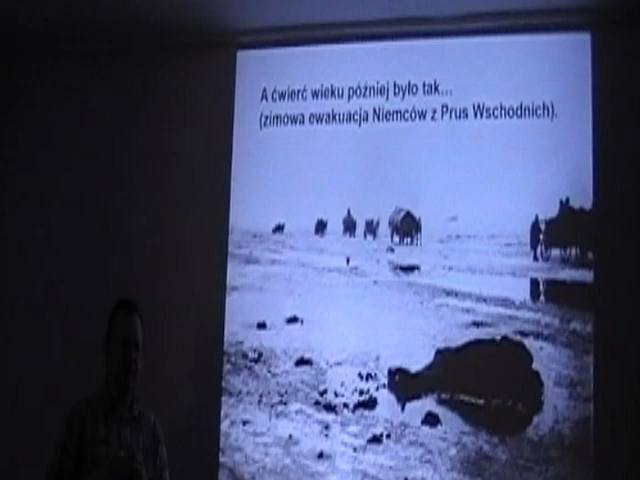 A ćwierć wieku później było tak...
(zimowa ewakuacja Niemców z Prus Wschodnich).